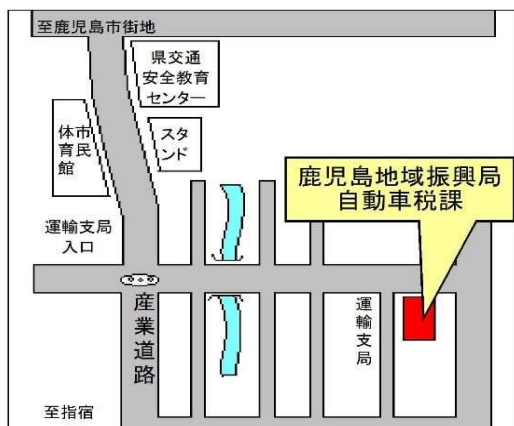 至鹿児島市街地
県交通
安全教育
センター
体市
育民
館
スタ
ンド
鹿児島地域振興局
自動車税課
運輸支局
入口
産業道路
運輸支局
至指宿